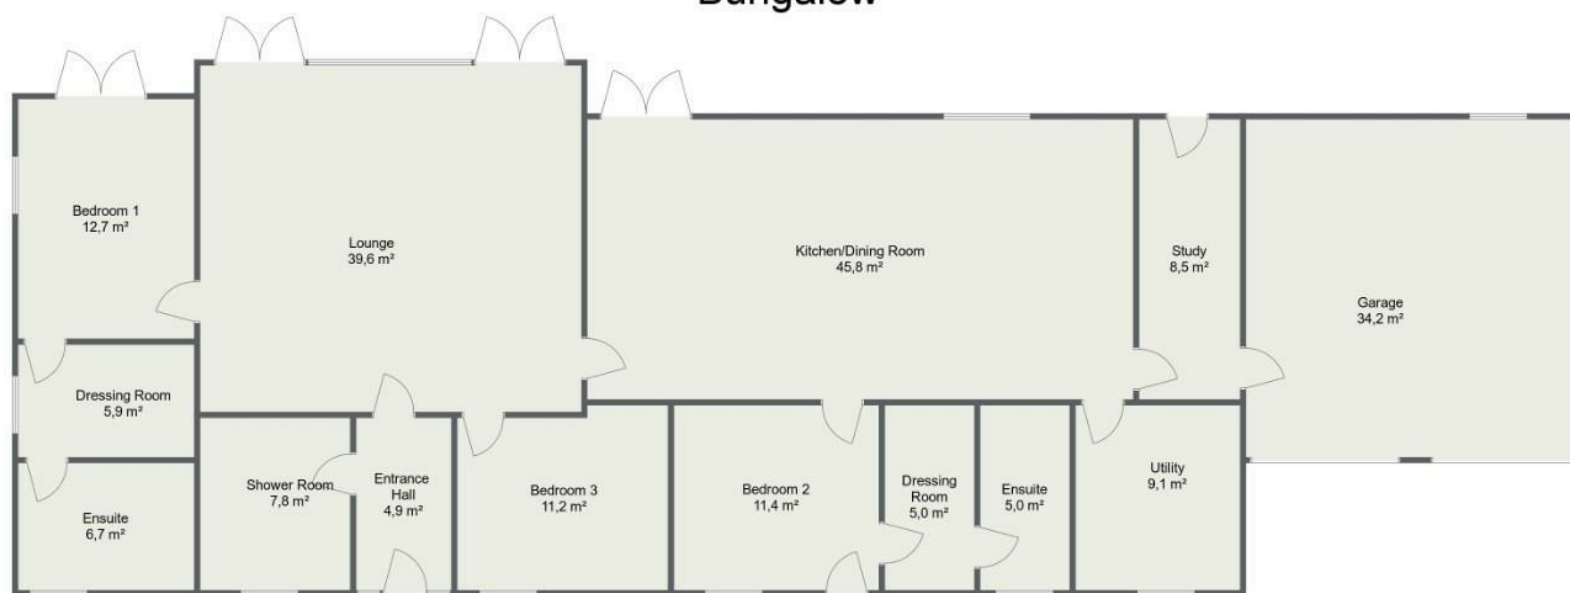 Bungalow
Bedroom 1
12,7 m²
Lounge
39,6 m²
Kitchen/Dining Room
45,8 m²
Study
8,5 m²
Garage
34,2 m²
Dressing Room
5,9 m²
Ensuite
6,7 m²
Shower Room
7,8 m²
Entrance
Hall
4,9 m²
Bedroom 3
11,2 m²
Bedroom 2
11,4 m²
Dressing
Room
5,0 m²
Ensuite
5,0 m²
Utility
9,1 m²